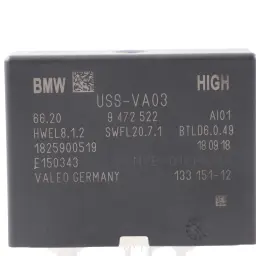 BMW HIGH
USS-VA03
66.20 9 472 522 AI01
HWEL8.1.2 SWFL20.7.1 BTLD6.0.49
1825900519 18 09 18
E150343
VALEO GERMANY 133 151-12